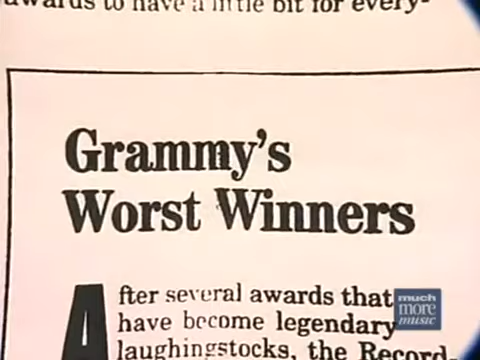 awards to have a little bit for every-
Grammy's
Worst Winners
After several awards that
have become legendary
laughingstocks, the Record-
much
more
music